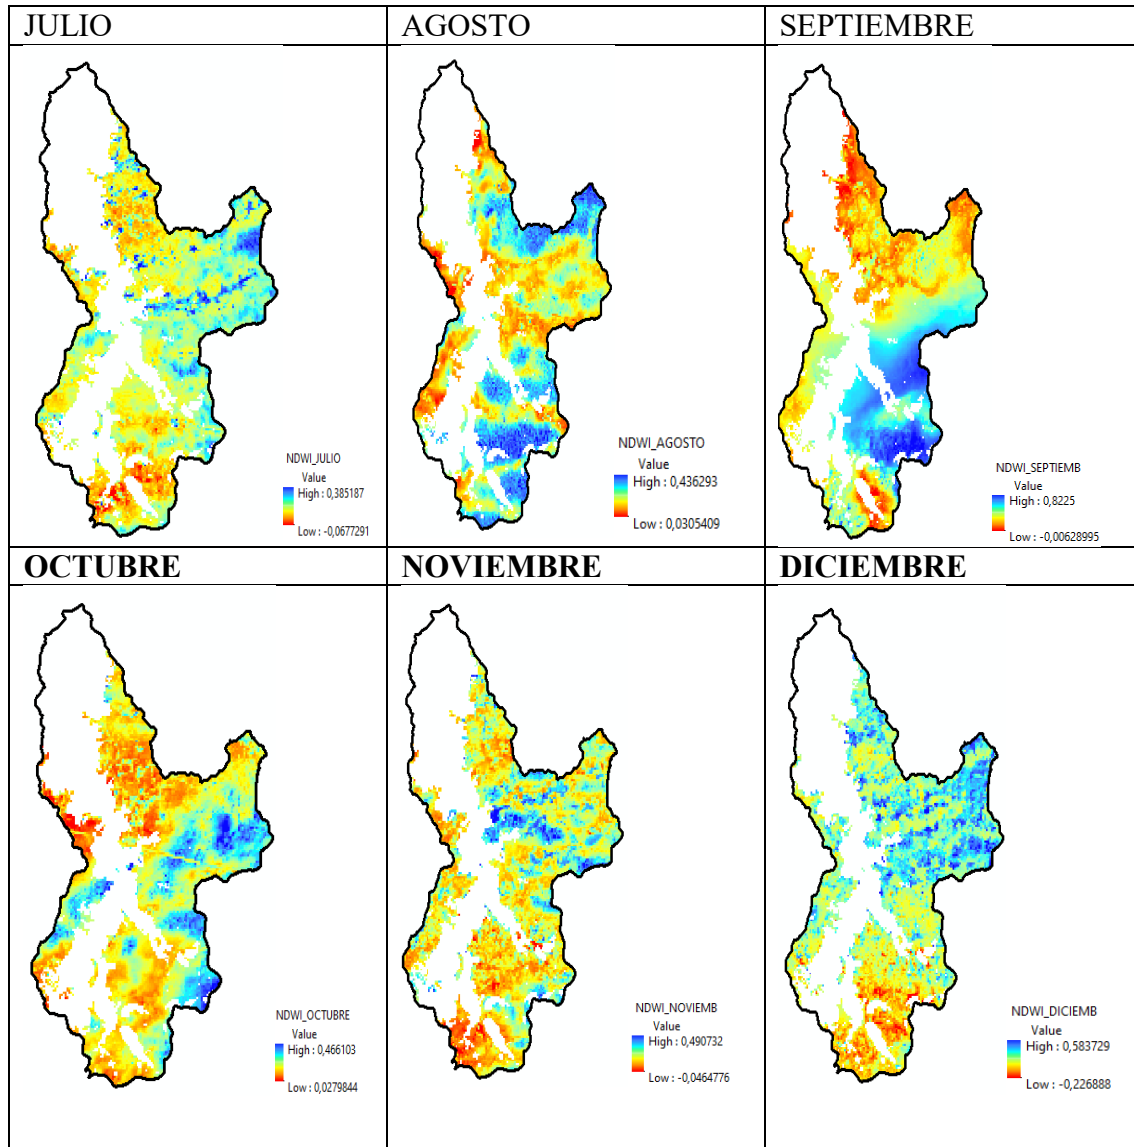 JULIO
AGOSTO
SEPTIEMBRE
NDWI_JULIO
Value
High : 0,385187
Low : -0,0677291
NDWI_AGOSTO
Value
High : 0,436293
Low : 0,0305409
NDWI_SEPTIEMB
Value
High : 0,8225
Low : -0,00628995
OCTUBRE
NOVIEMBRE
DICIEMBRE
NDWI_OCTUBRE
Value
High : 0,466103
Low : 0,0279844
NDWI_NOVIEMB
Value
High : 0,490732
Low : -0,0464776
NDWI_DICIEMB
Value
High : 0,583729
Low : -0,226888